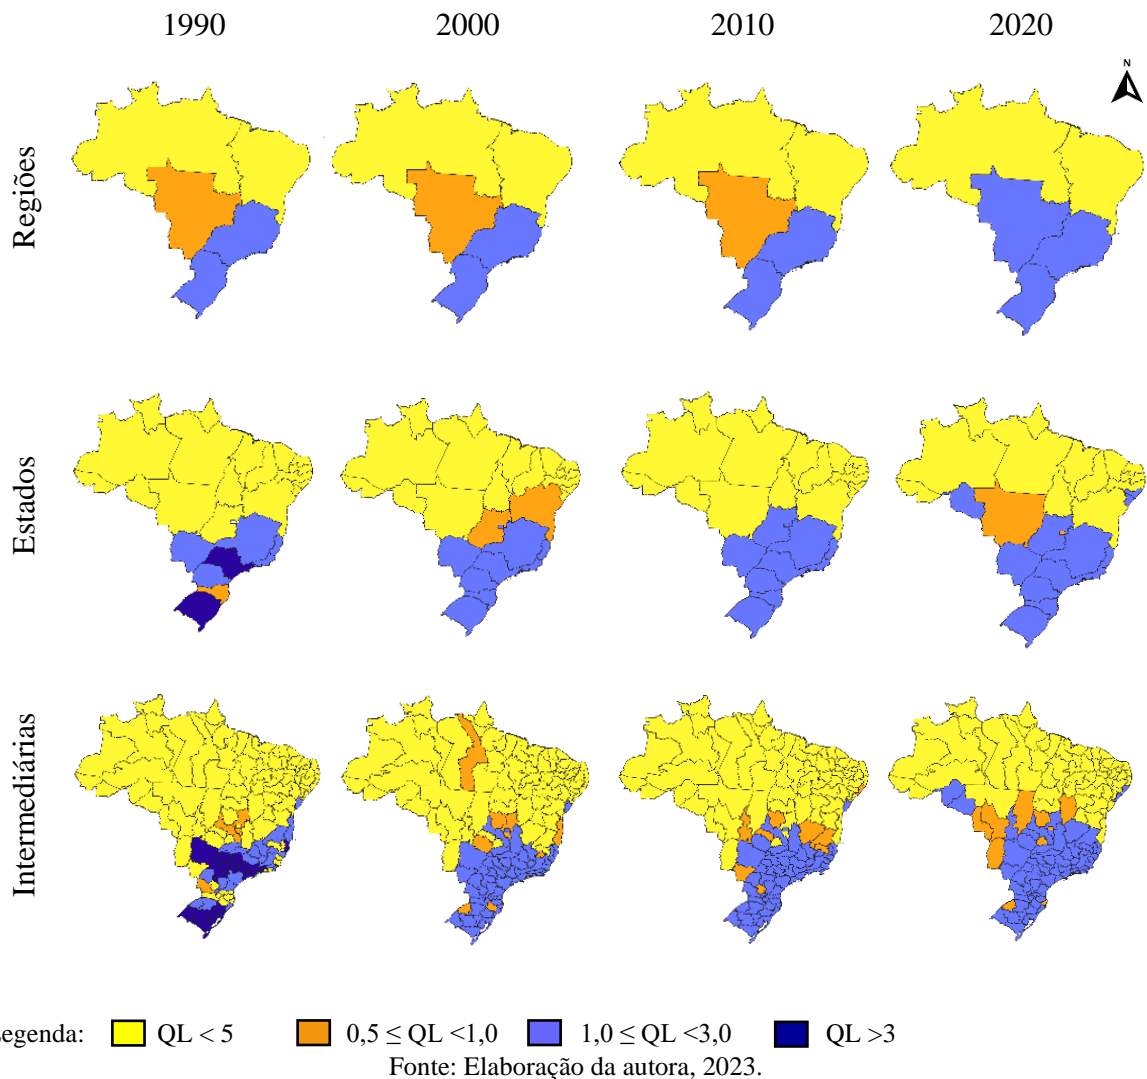 1990 2000 2010 2020
N
Regiões
Estados
Intermediárias
egenda: QL < 5 0,5 ≤ QL <1,0 1,0 ≤ QL <3,0 QL >3
Fonte: Elaboração da autora, 2023.